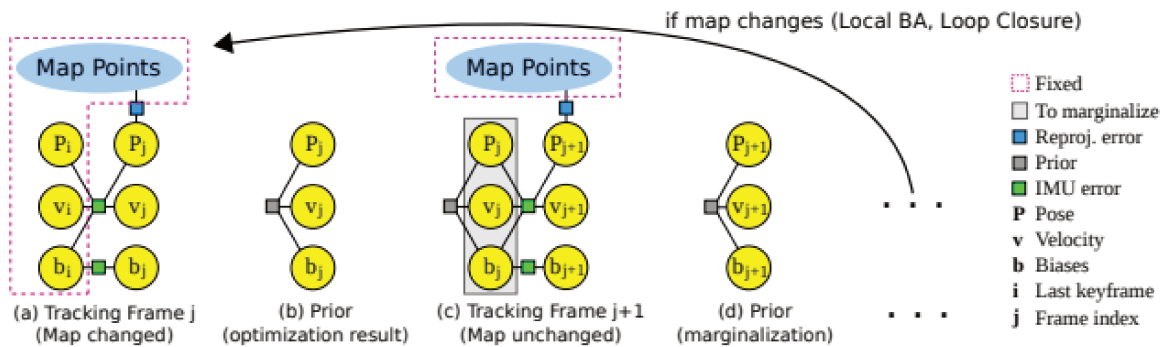 if map changes (Local BA, Loop Closure)
Map Points
Map Points
Pi
Pj
Pj
Pj
Pj+1
Pj+1
vi
vj
vj
vj
vj+1
vj+1
. . .
bi
bj
bj
bj
bj+1
bj+1
(a) Tracking Frame j
(Map changed)
(b) Prior
(optimization result)
(c) Tracking Frame j+1
(Map unchanged)
(d) Prior
(marginalization)
. . .
Fixed
To marginalize
Reproj. error
Prior
IMU error
P Pose
v Velocity
b Biases
i Last keyframe
j Frame index